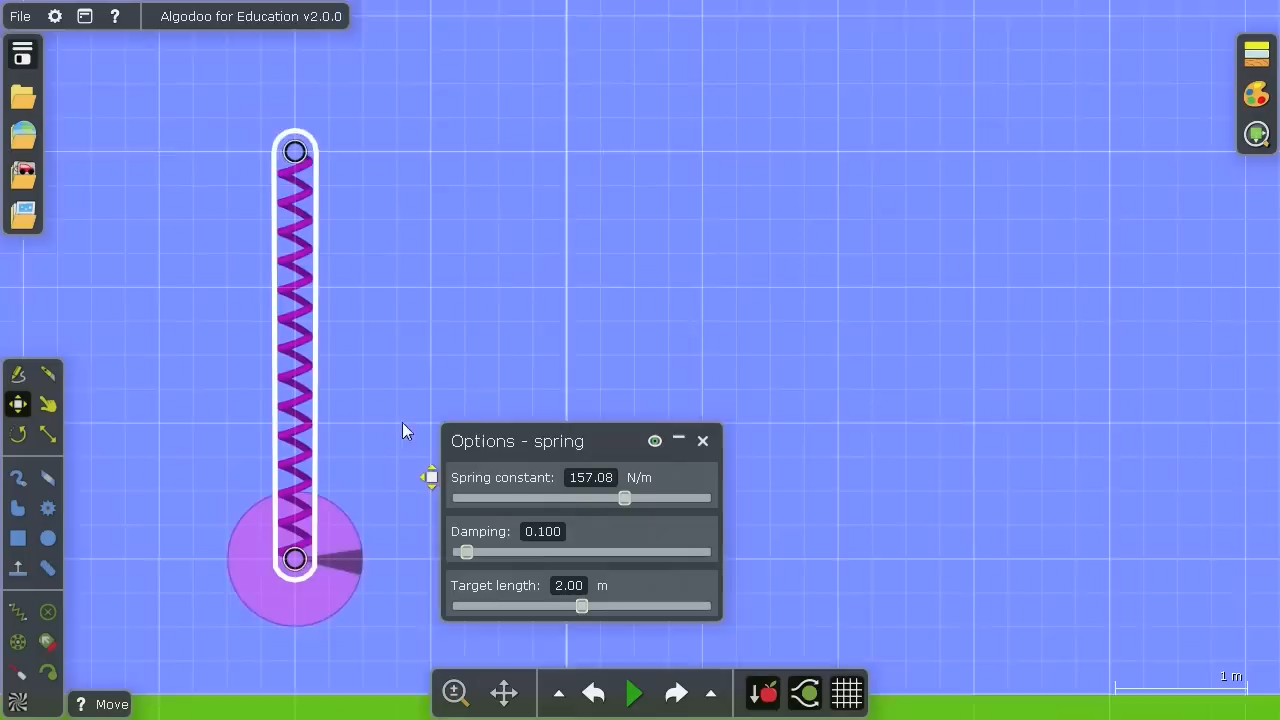 File ? Algodoo for Education v2.0.0
Options - spring
Spring constant: 157.08 N/m
Damping: 0.100
Target length: 2.00 m
1 m
? Move